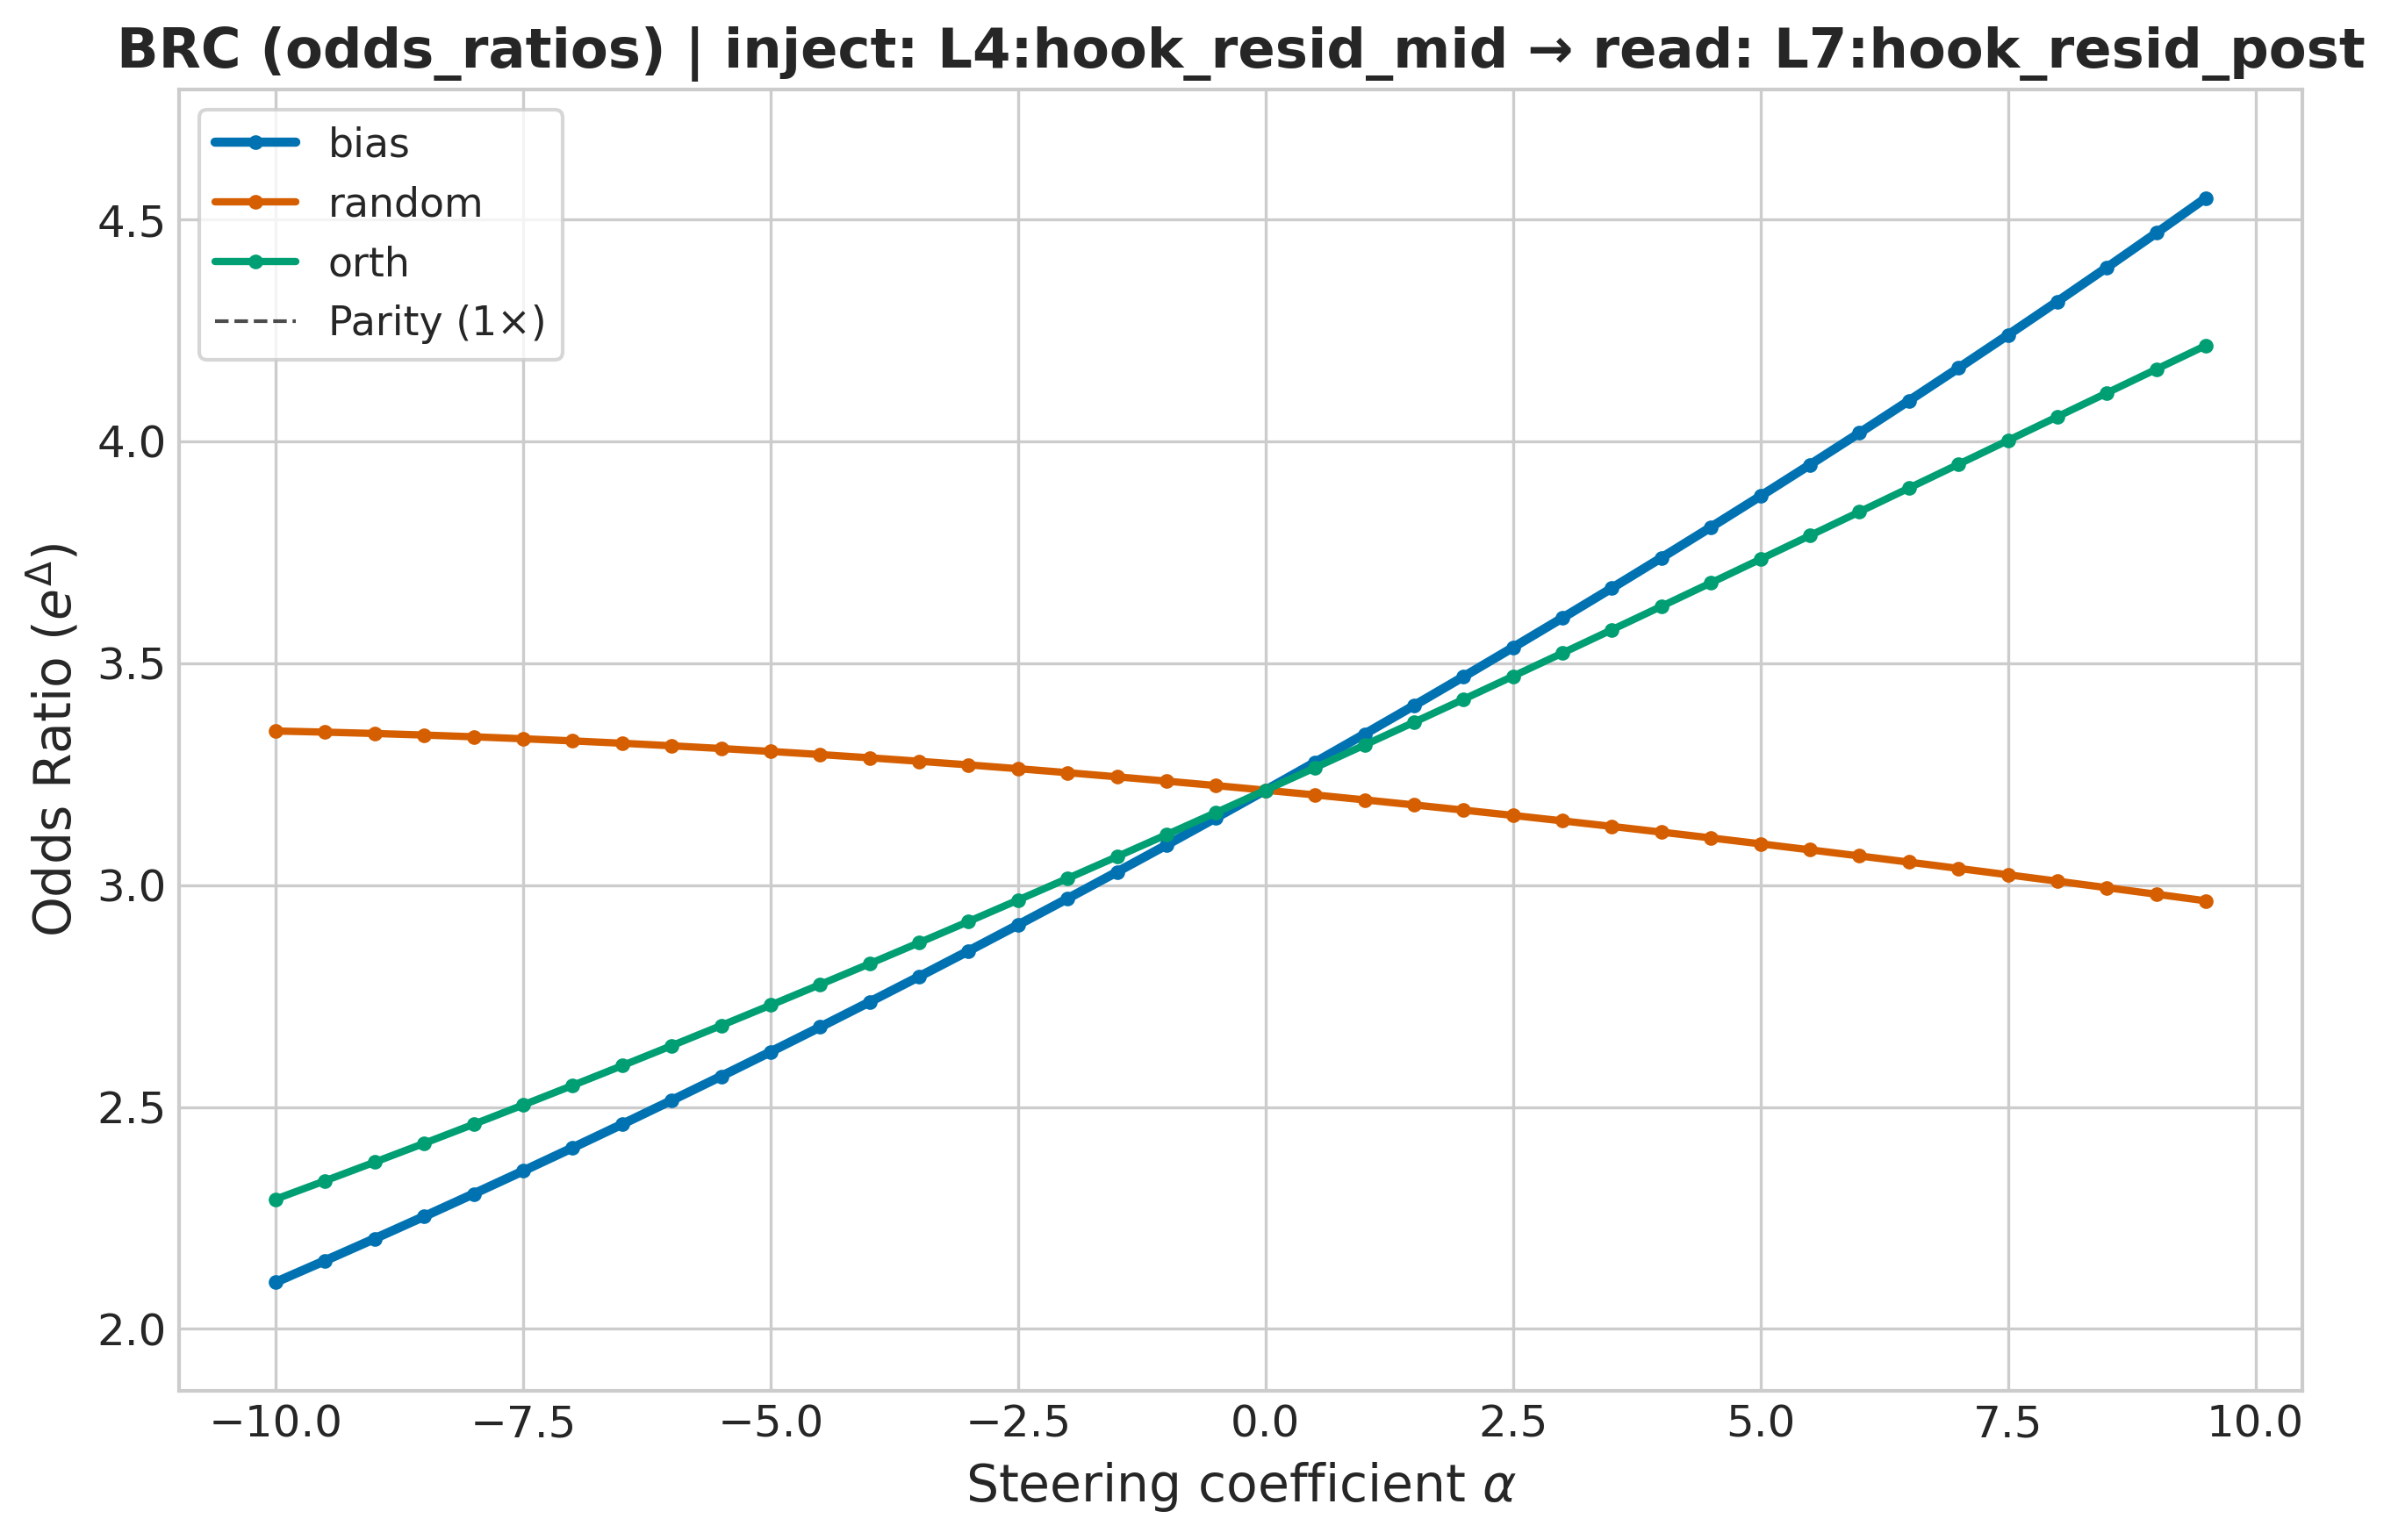 BRC (odds_ratios) | inject: L4:hook_resid_mid → read: L7:hook_resid_post
bias
random
orth
Parity (1×)
Odds Ratio (e^Δ)
4.5
4.0
3.5
3.0
2.5
2.0
−10.0 −7.5 −5.0 −2.5 0.0 2.5 5.0 7.5 10.0
Steering coefficient α